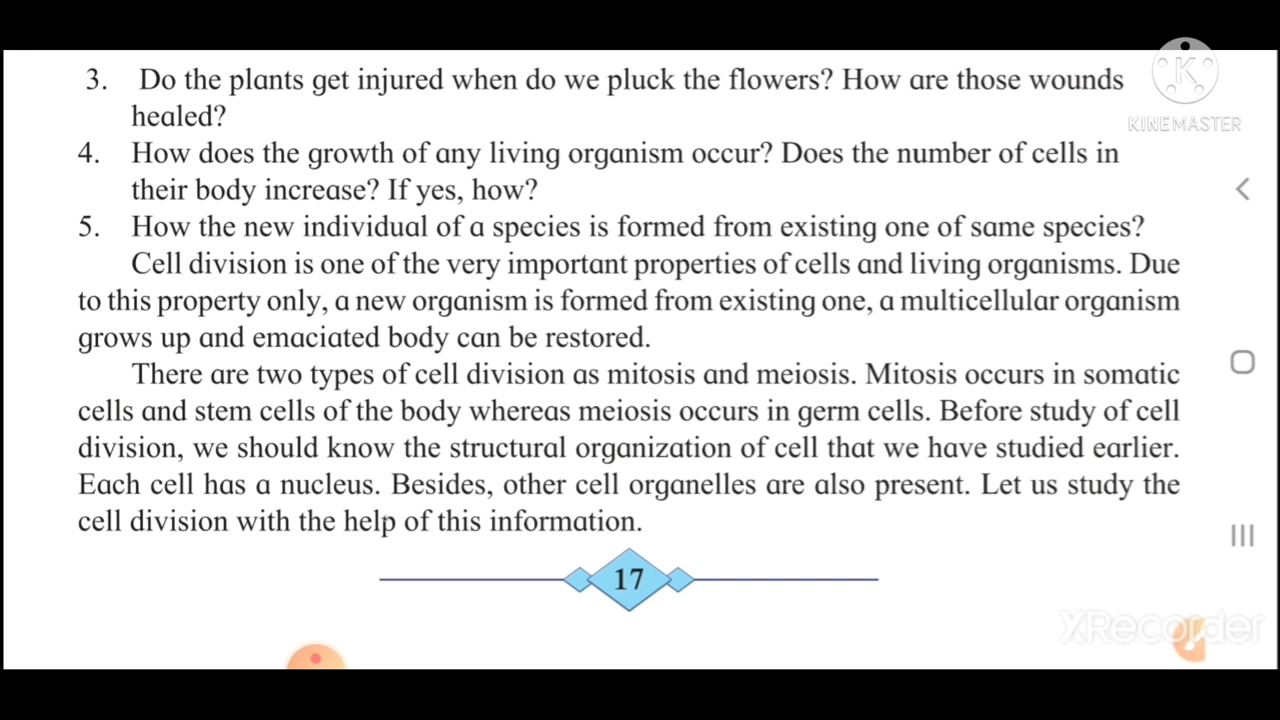 3. Do the plants get injured when do we pluck the flowers? How are those wounds
healed?
4. How does the growth of any living organism occur? Does the number of cells in
their body increase? If yes, how?
5. How the new individual of a species is formed from existing one of same species?
Cell division is one of the very important properties of cells and living organisms. Due
to this property only, a new organism is formed from existing one, a multicellular organism
grows up and emaciated body can be restored.
There are two types of cell division as mitosis and meiosis. Mitosis occurs in somatic
cells and stem cells of the body whereas meiosis occurs in germ cells. Before study of cell
division, we should know the structural organization of cell that we have studied earlier.
Each cell has a nucleus. Besides, other cell organelles are also present. Let us study the
cell division with the help of this information.
17
K
KINEMASTER
XRecorder